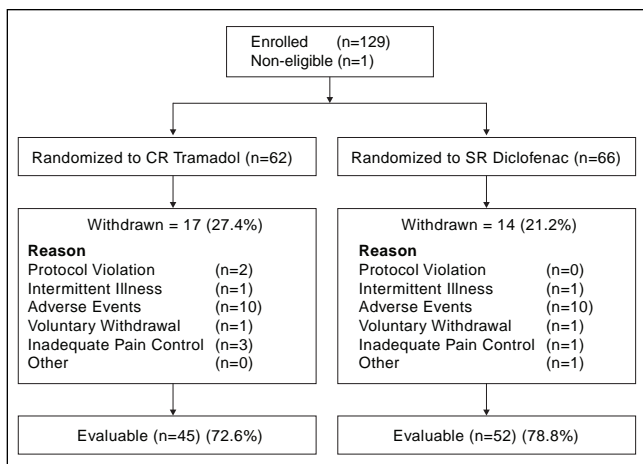 Enrolled (n=129)
Non-eligible (n=1)
Randomized to CR Tramadol (n=62)
Randomized to SR Diclofenac (n=66)
Withdrawn = 17 (27.4%)
Reason
Protocol Violation (n=2)
Intermittent Illness (n=1)
Adverse Events (n=10)
Voluntary Withdrawal (n=1)
Inadequate Pain Control (n=3)
Other (n=0)
Withdrawn = 14 (21.2%)
Reason
Protocol Violation (n=0)
Intermittent Illness (n=1)
Adverse Events (n=10)
Voluntary Withdrawal (n=1)
Inadequate Pain Control (n=1)
Other (n=1)
Evaluable (n=45) (72.6%)
Evaluable (n=52) (78.8%)